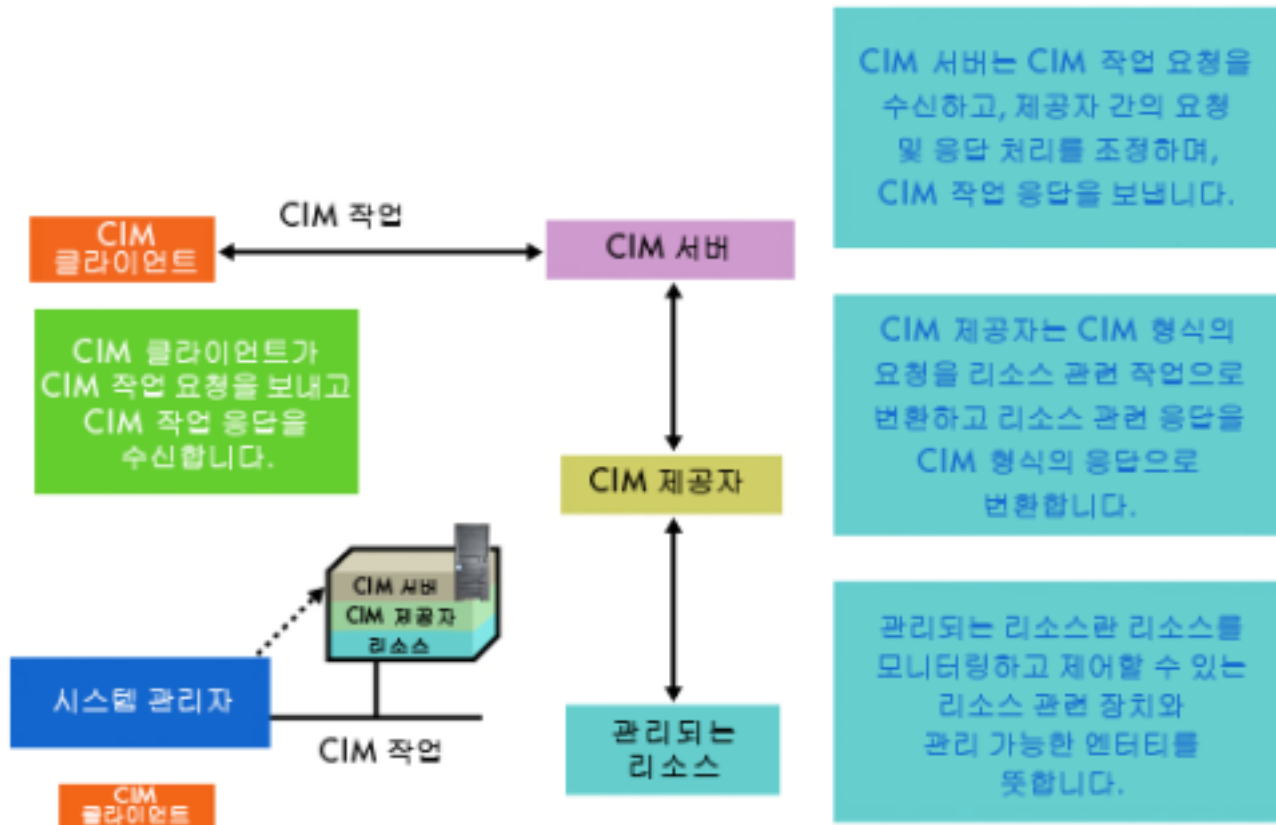 CIM 서버는 CIM 작업 요청을
수신하고, 제공자 간의 요청
및 응답 처리를 조정하며,
CIM 작업 응답을 보냅니다.
CIM 작업
CIM
클라이언트
CIM 서버
CIM 클라이언트가
CIM 작업 요청을 보내고
CIM 작업 응답을
수신합니다.
CIM 제공자는 CIM 형식의
요청을 리소스 관련 작업으로
변환하고 리소스 관련 응답을
CIM 형식의 응답으로
변환합니다.
CIM 제공자
CIM 서버
CIM 제공자
리소스
시스템 관리자
CIM 작업
관리되는
리소스
관리되는 리소스란 리소스를
모니터링하고 제어할 수 있는
리소스 관련 장치와
관리 가능한 엔터티를
뜻합니다.
CIM
클라이언트